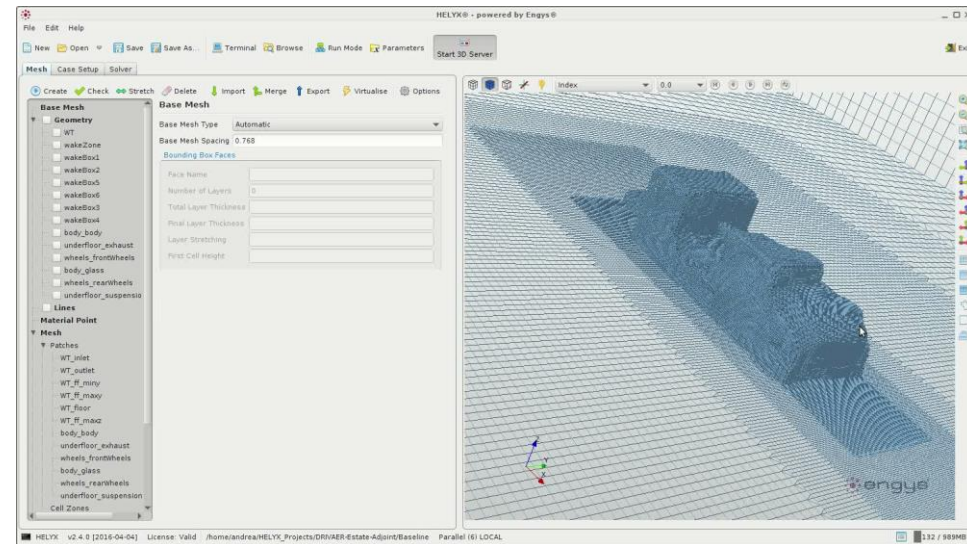 HELYX® - powered by Engys®
File Edit Help
New Open Save Save As... Terminal Browse Run Mode Parameters Start 3D Server
Mesh Case Setup Solver
Create Check Stretch Delete Import Merge Export Virtualise Options
Index 0.0
Base Mesh
Geometry
WT
wakeZone
wakeBox1
wakeBox2
wakeBox5
wakeBox6
wakeBox3
wakeBox4
body_body
underfloor_exhaust
wheels_frontWheels
body_glass
wheels_rearWheels
underfloor_suspensio
Lines
Material Point
Mesh
Patches
WT_inlet
WT_outlet
WT_ff_miny
WT_ff_maxy
WT_floor
WT_ff_maxz
body_body
underfloor_exhaust
wheels_frontWheels
body_glass
wheels_rearWheels
underfloor_suspension
Cell Zones
Base Mesh
Base Mesh Type Automatic
Base Mesh Spacing 0.768
Bounding Box Faces
Face Name
Number of Layers 0
Total Layer Thickness
Final Layer Thickness
Layer Stretching
First Cell Height
Z
Y
X
engys
HELYX v2.4.0 [2016-04-04] License: Valid /home/andrea/HELYX_Projects/DRIVAER-Estate-Adjoint/Baseline Parallel (6) LOCAL 132 / 989MB